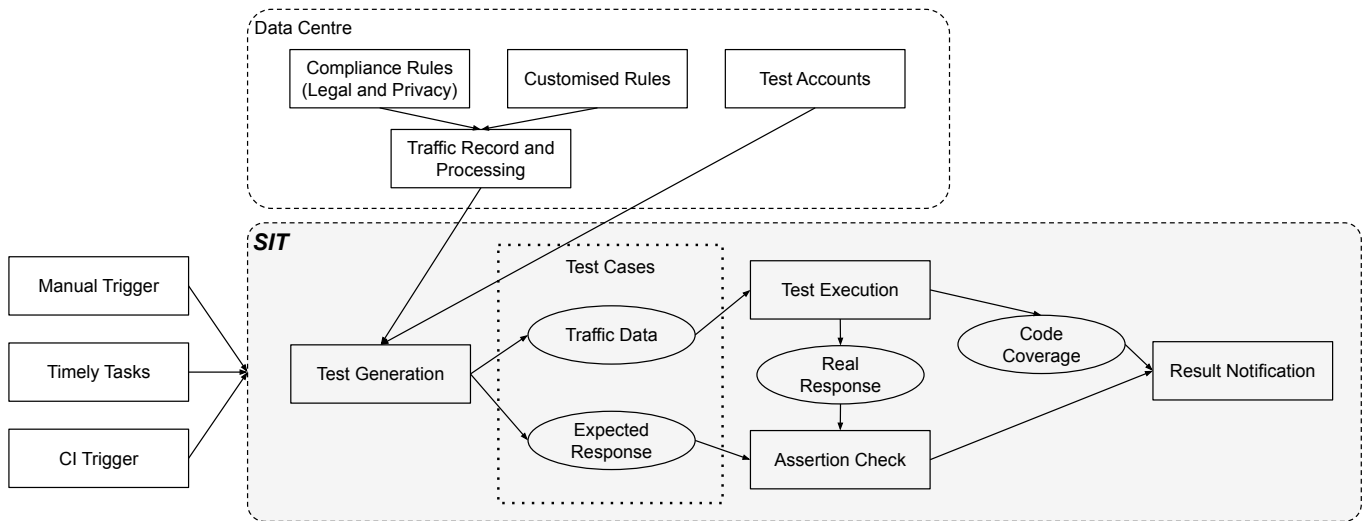 Data Centre
Compliance Rules
(Legal and Privacy)
Customised Rules
Test Accounts
Traffic Record and
Processing
SIT
Manual Trigger
Timely Tasks
CI Trigger
Test Generation
Test Cases
Traffic Data
Expected
Response
Test Execution
Real
Response
Assertion Check
Code
Coverage
Result Notification